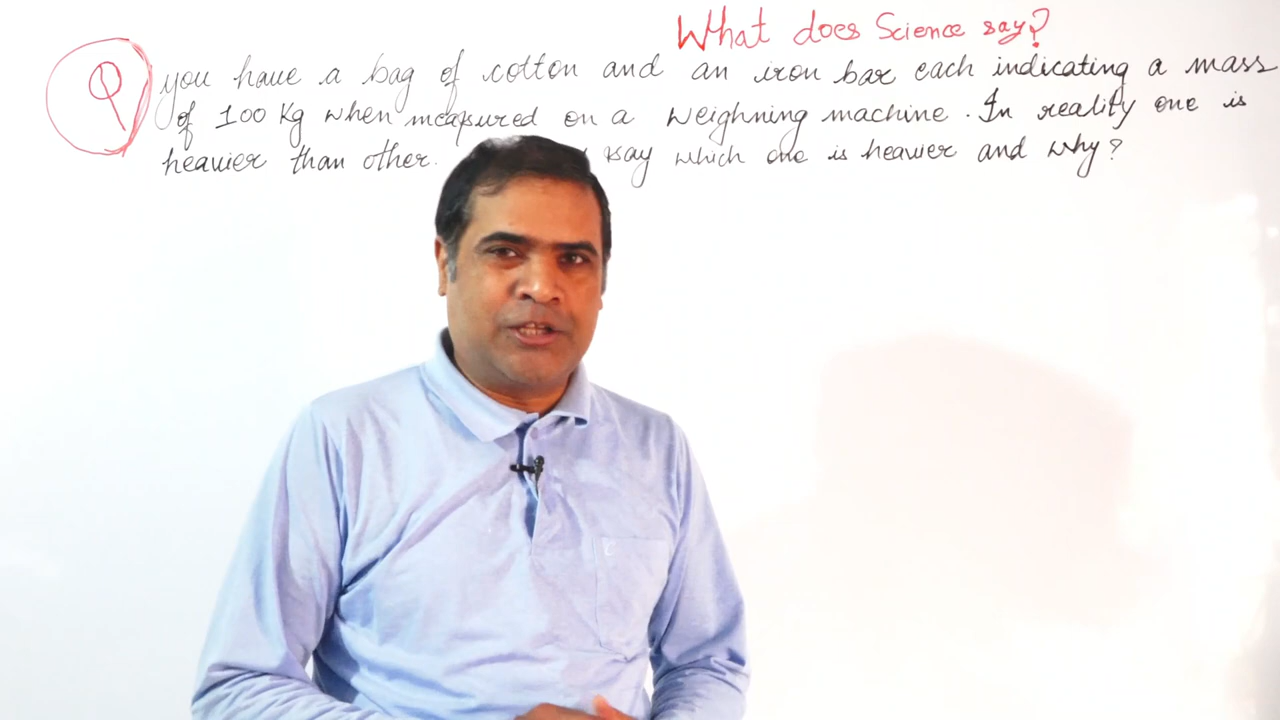 What does Science say?
Q you have a bag of cotton and an iron bar each indicating a mass
of 100 Kg when measured on a weighning machine. In reality one is
heavier than other. say which one is heavier and why?